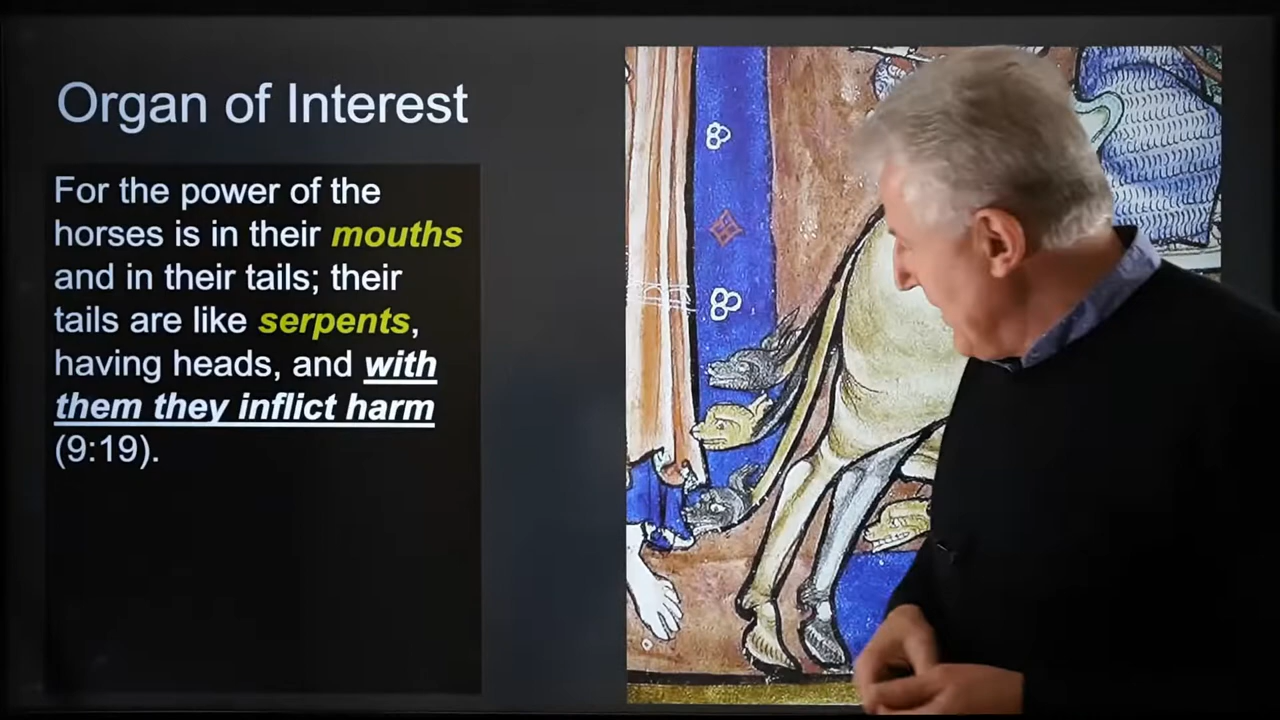 Organ of Interest
For the power of the
horses is in their mouths
and in their tails; their
tails are like serpents,
having heads, and with
them they inflict harm
(9:19).